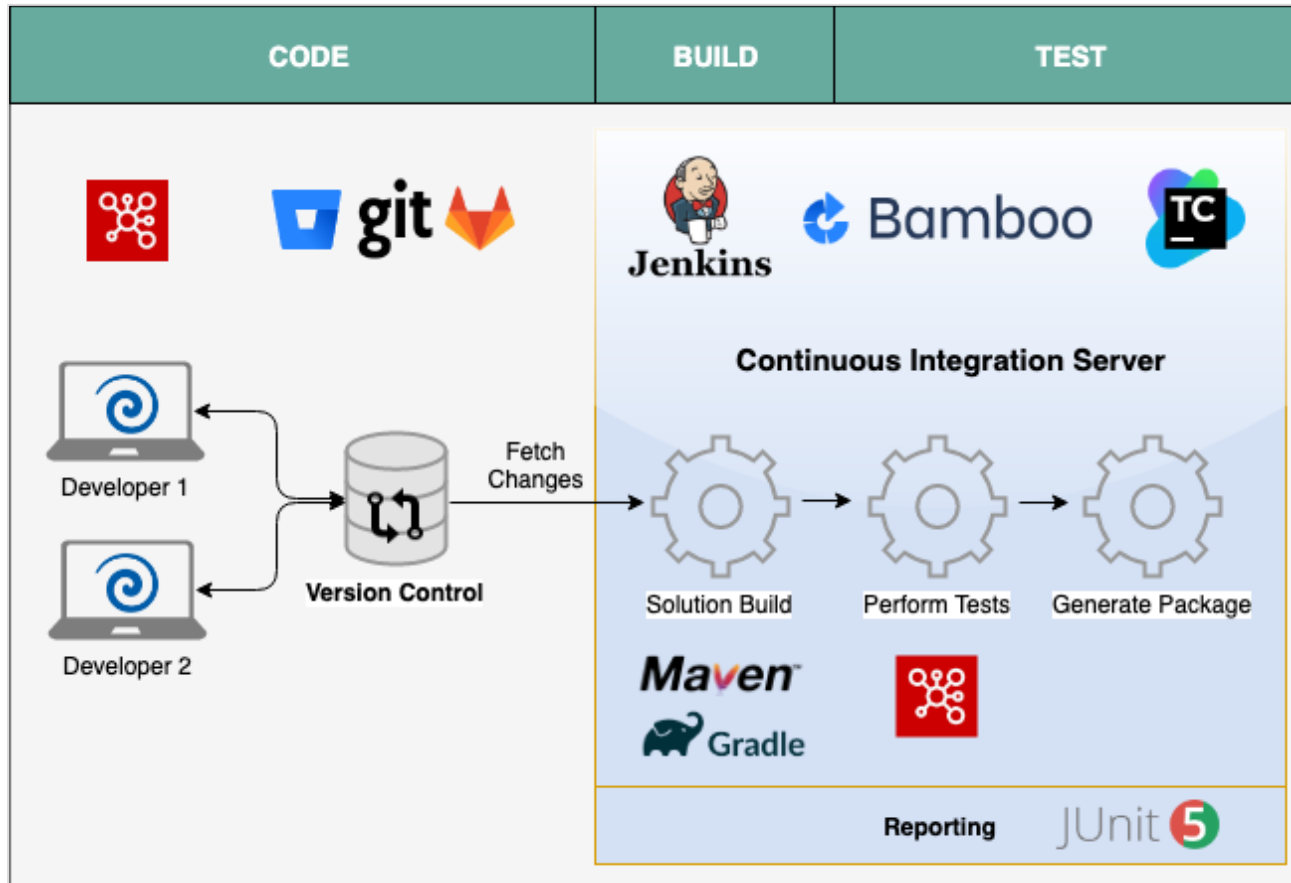 CODE
BUILD
TEST
git
Jenkins
Bamboo
TC
Continuous Integration Server
Developer 1
Developer 2
Version Control
Fetch
Changes
Solution Build
Perform Tests
Generate Package
Maven™
Gradle
Reporting
JUnit 5